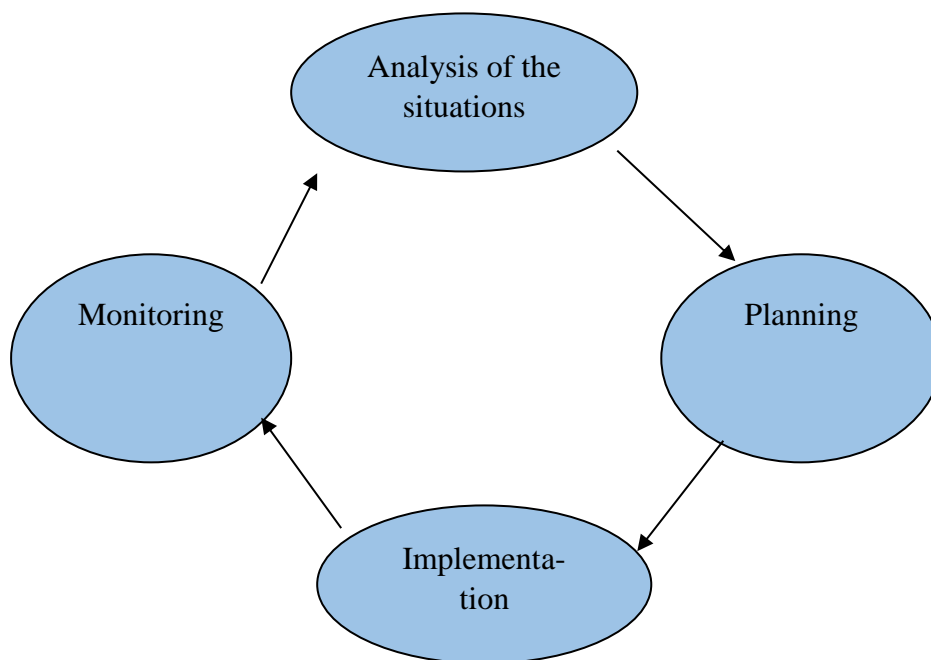 Analysis of the
situations
Monitoring
Planning
Implementa-
tion